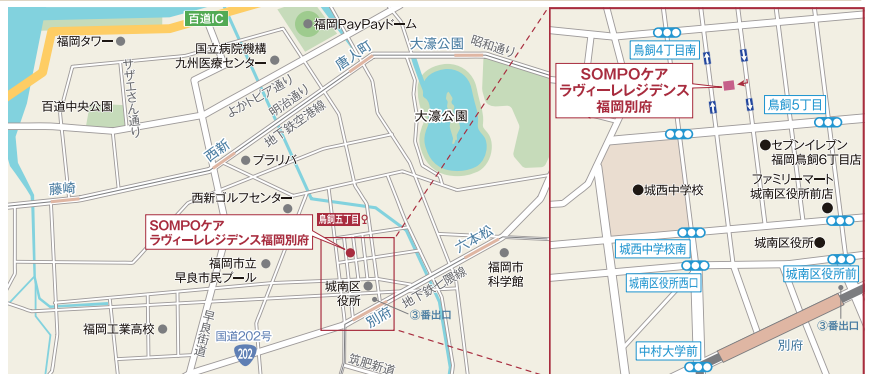 百道IC
福岡PayPayドーム
福岡タワー
国立病院機構
九州医療センター
唐人町
大濠公園
昭和通り
サザエさん通り
よかトピア通り
明治通り
地下鉄空港線
百道中央公園
大濠公園
西新
プラリバ
藤崎
西新ゴルフセンター
鳥飼五丁目
SOMPOケア
ラヴィーレレジデンス福岡別府
六本松
福岡市立
早良市民プール
城南区
役所
地下鉄七隈線
福岡市
科学館
別府
③番出口
福岡工業高校
早良街道
国道202号
202
筑肥新道
鳥飼4丁目南
SOMPOケア
ラヴィーレレジデンス
福岡別府
鳥飼5丁目
セブンイレブン
福岡鳥飼6丁目店
ファミリーマート
城南区役所前店
城西中学校
城南区役所
城西中学校南
城南区役所西口
城南区役所前
③番出口
別府
中村大学前